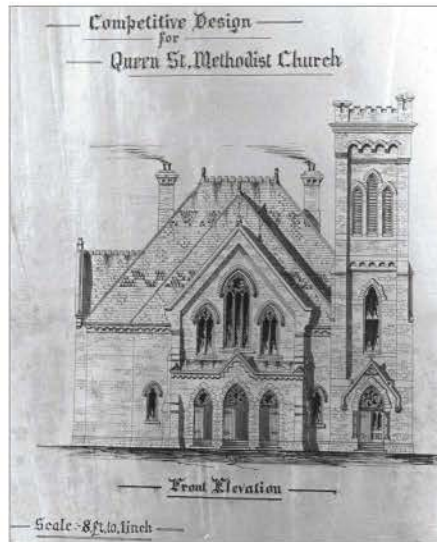 Competitive Design
for
Queen St. Methodist Church
Front Elevation
Scale :- 8 ft. to. 1 inch